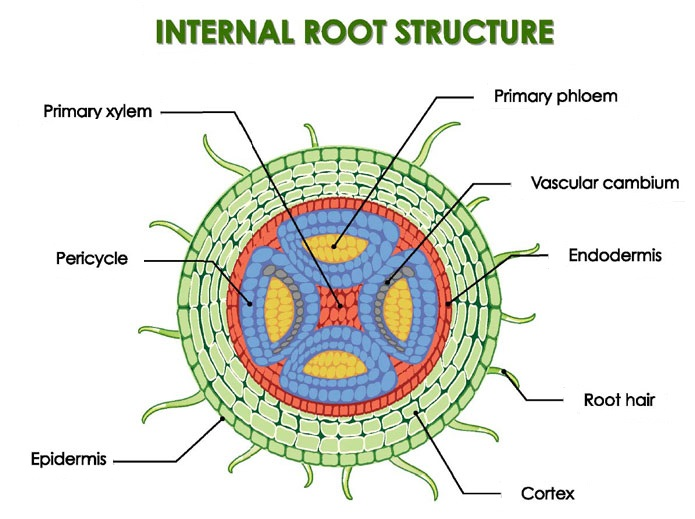 INTERNAL ROOT STRUCTURE
Primary phloem
Primary xylem
Vascular cambium
Pericycle
Endodermis
Root hair
Epidermis
Cortex